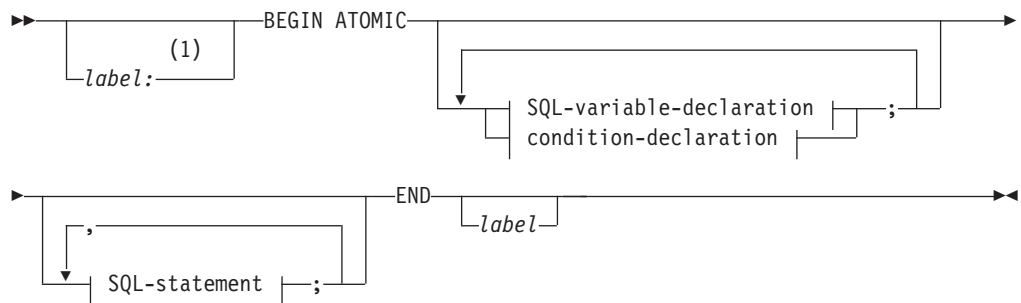 BEGIN ATOMIC
(1)
label:
SQL-variable-declaration ;
condition-declaration
END
label
,
SQL-statement ;